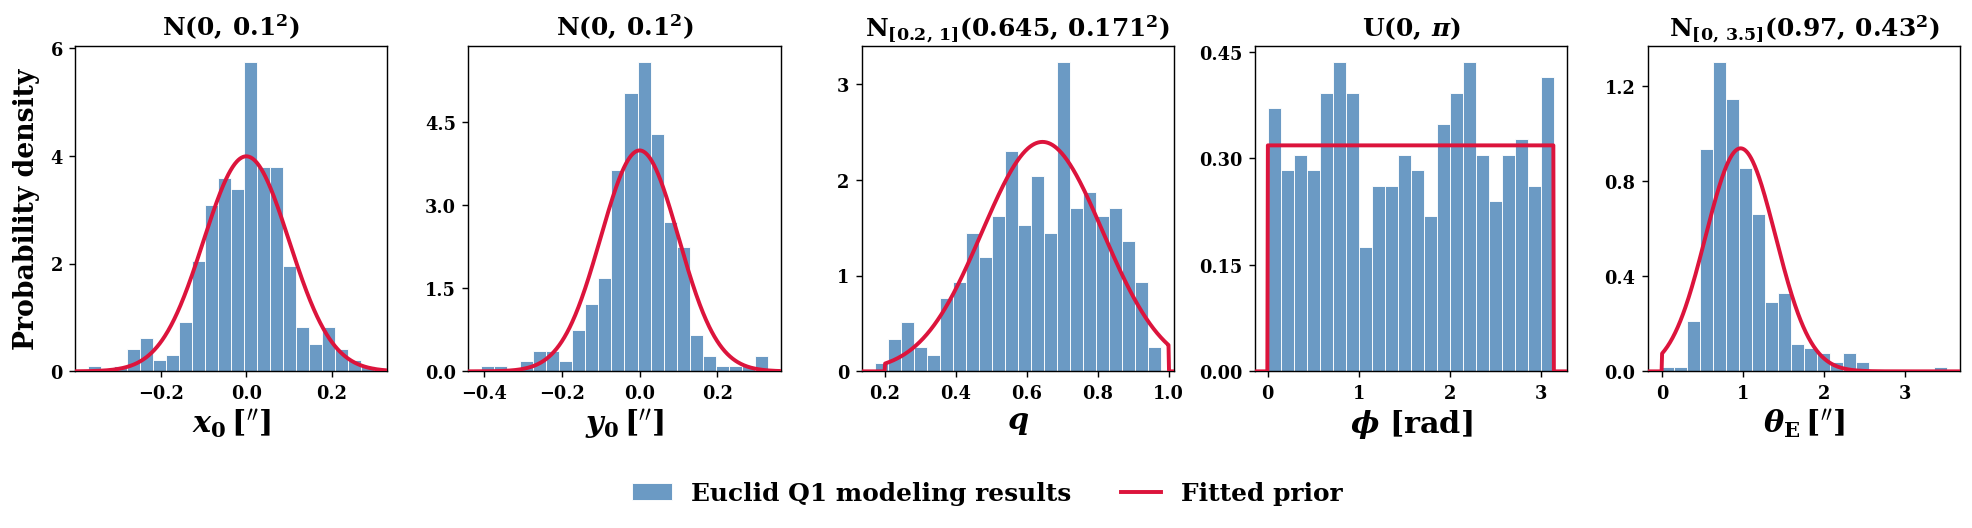 N(0, 0.1²)
N(0, 0.1²)
N[0.2, 1](0.645, 0.171²)
U(0, π)
N[0, 3.5](0.97, 0.43²)
Probability density
6
4
2
0
−0.2 0.0 0.2
x₀ [″]
4.5
3.0
1.5
0.0
−0.4 −0.2 0.0 0.2
y₀ [″]
3
2
1
0
0.2 0.4 0.6 0.8 1.0
q
0.45
0.30
0.15
0.00
0 1 2 3
ϕ [rad]
1.2
0.8
0.4
0.0
0 1 2 3
θE [″]
Euclid Q1 modeling results
Fitted prior